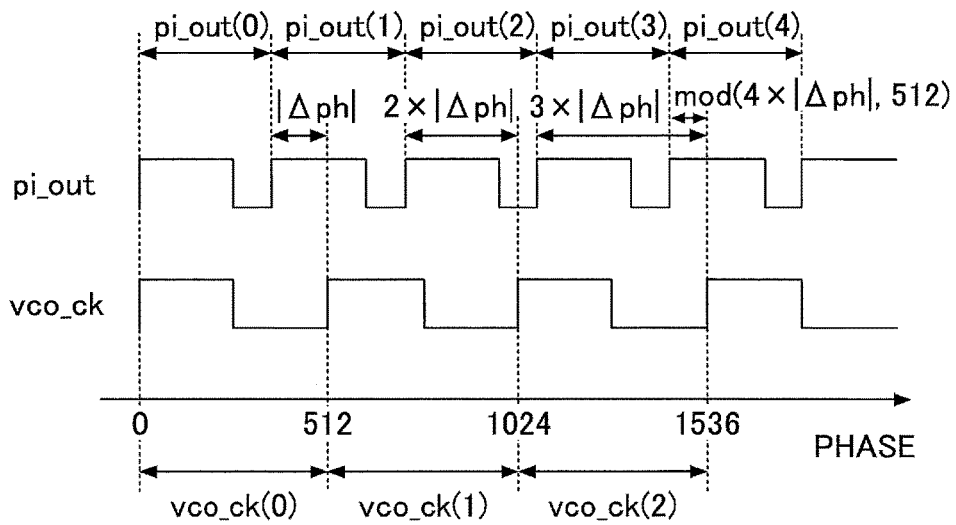 pi_out(0) pi_out(1) pi_out(2) pi_out(3) pi_out(4)
|Δph| 2×|Δph|, 3×|Δph| mod(4×|Δph|, 512)
pi_out
vco_ck
0 512 1024 1536
PHASE
vco_ck(0) vco_ck(1) vco_ck(2)